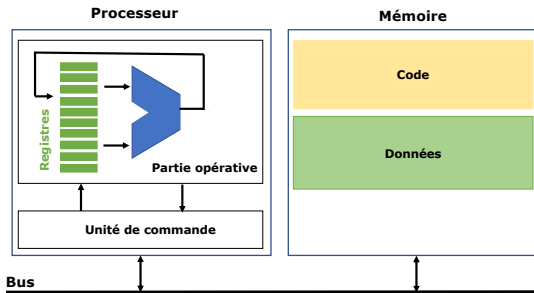 Processeur
Mémoire
Registres
Partie opérative
Unité de commande
Code
Données
Bus